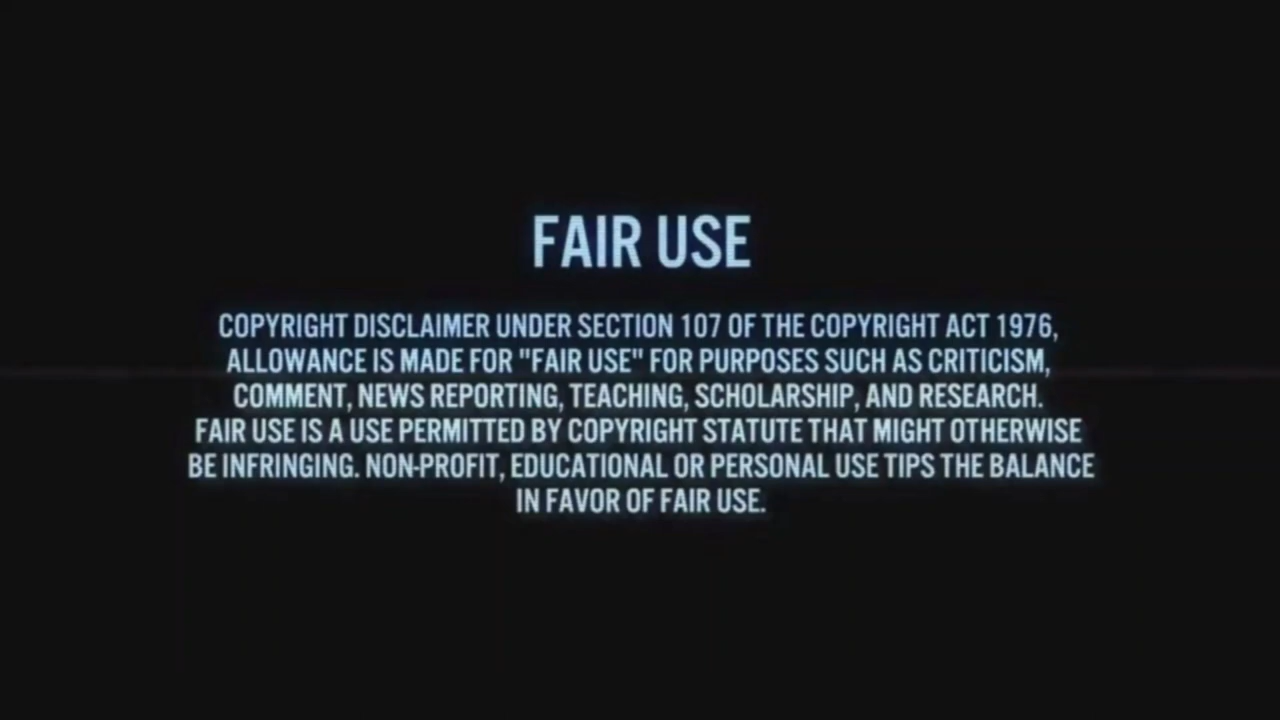 FAIR USE
COPYRIGHT DISCLAIMER UNDER SECTION 107 OF THE COPYRIGHT ACT 1976,
ALLOWANCE IS MADE FOR "FAIR USE" FOR PURPOSES SUCH AS CRITICISM,
COMMENT, NEWS REPORTING, TEACHING, SCHOLARSHIP, AND RESEARCH.
FAIR USE IS A USE PERMITTED BY COPYRIGHT STATUTE THAT MIGHT OTHERWISE
BE INFRINGING. NON-PROFIT, EDUCATIONAL OR PERSONAL USE TIPS THE BALANCE
IN FAVOR OF FAIR USE.